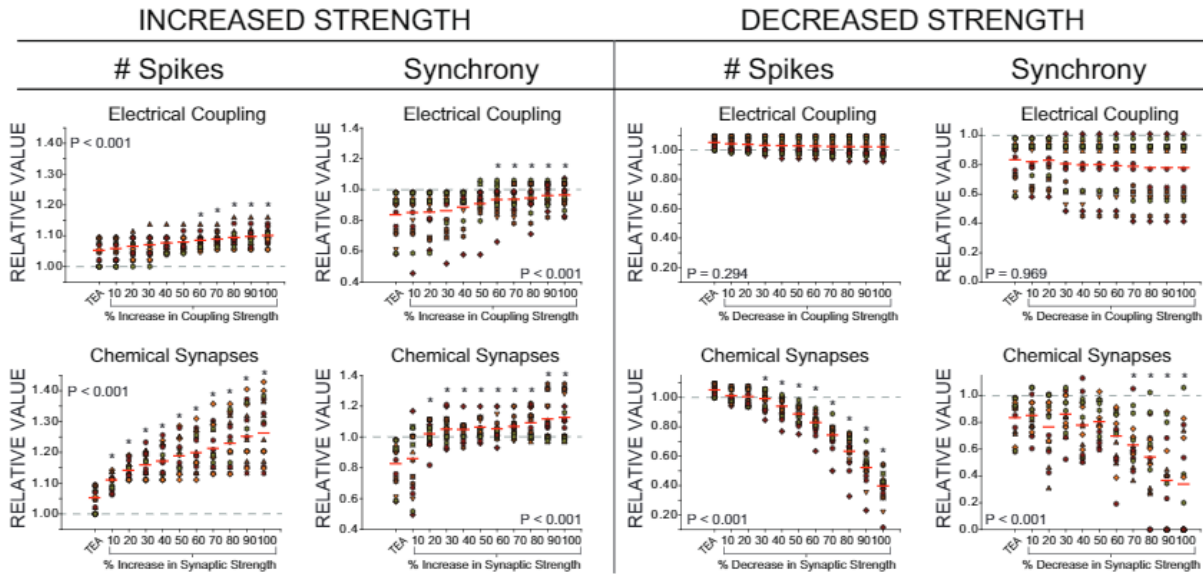 INCREASED STRENGTH
DECREASED STRENGTH
# Spikes
Synchrony
# Spikes
Synchrony
Electrical Coupling
RELATIVE VALUE
1.40
1.30
1.20
1.10
1.00
P < 0.001
TEA 10 20 30 40 50 60 70 80 90 100
% Increase in Coupling Strength
* * * * *
Electrical Coupling
RELATIVE VALUE
1.4
1.2
1.0
0.8
0.6
0.4
P < 0.001
TEA 10 20 30 40 50 60 70 80 90 100
% Increase in Coupling Strength
* * * * *
Electrical Coupling
RELATIVE VALUE
1.00
0.80
0.60
0.40
0.20
P = 0.294
TEA 10 20 30 40 50 60 70 80 90 100
% Decrease in Coupling Strength
Electrical Coupling
RELATIVE VALUE
1.0
0.8
0.6
0.4
0.2
0.0
P = 0.969
TEA 10 20 30 40 50 60 70 80 90 100
% Decrease in Coupling Strength
Chemical Synapses
RELATIVE VALUE
1.40
1.30
1.20
1.10
1.00
P < 0.001
* * * * * * * * * *
TEA 10 20 30 40 50 60 70 80 90 100
% Increase in Synaptic Strength
Chemical Synapses
RELATIVE VALUE
1.4
1.2
1.0
0.8
0.6
0.4
* * * * * * * * *
P < 0.001
TEA 10 20 30 40 50 60 70 80 90 100
% Increase in Synaptic Strength
Chemical Synapses
RELATIVE VALUE
1.00
0.80
0.60
0.40
0.20
* * * * * * * *
P < 0.001
TEA 10 20 30 40 50 60 70 80 90 100
% Decrease in Synaptic Strength
Chemical Synapses
RELATIVE VALUE
1.0
0.8
0.6
0.4
0.2
0.0
* * * *
P < 0.001
TEA 10 20 30 40 50 60 70 80 90 100
% Decrease in Synaptic Strength